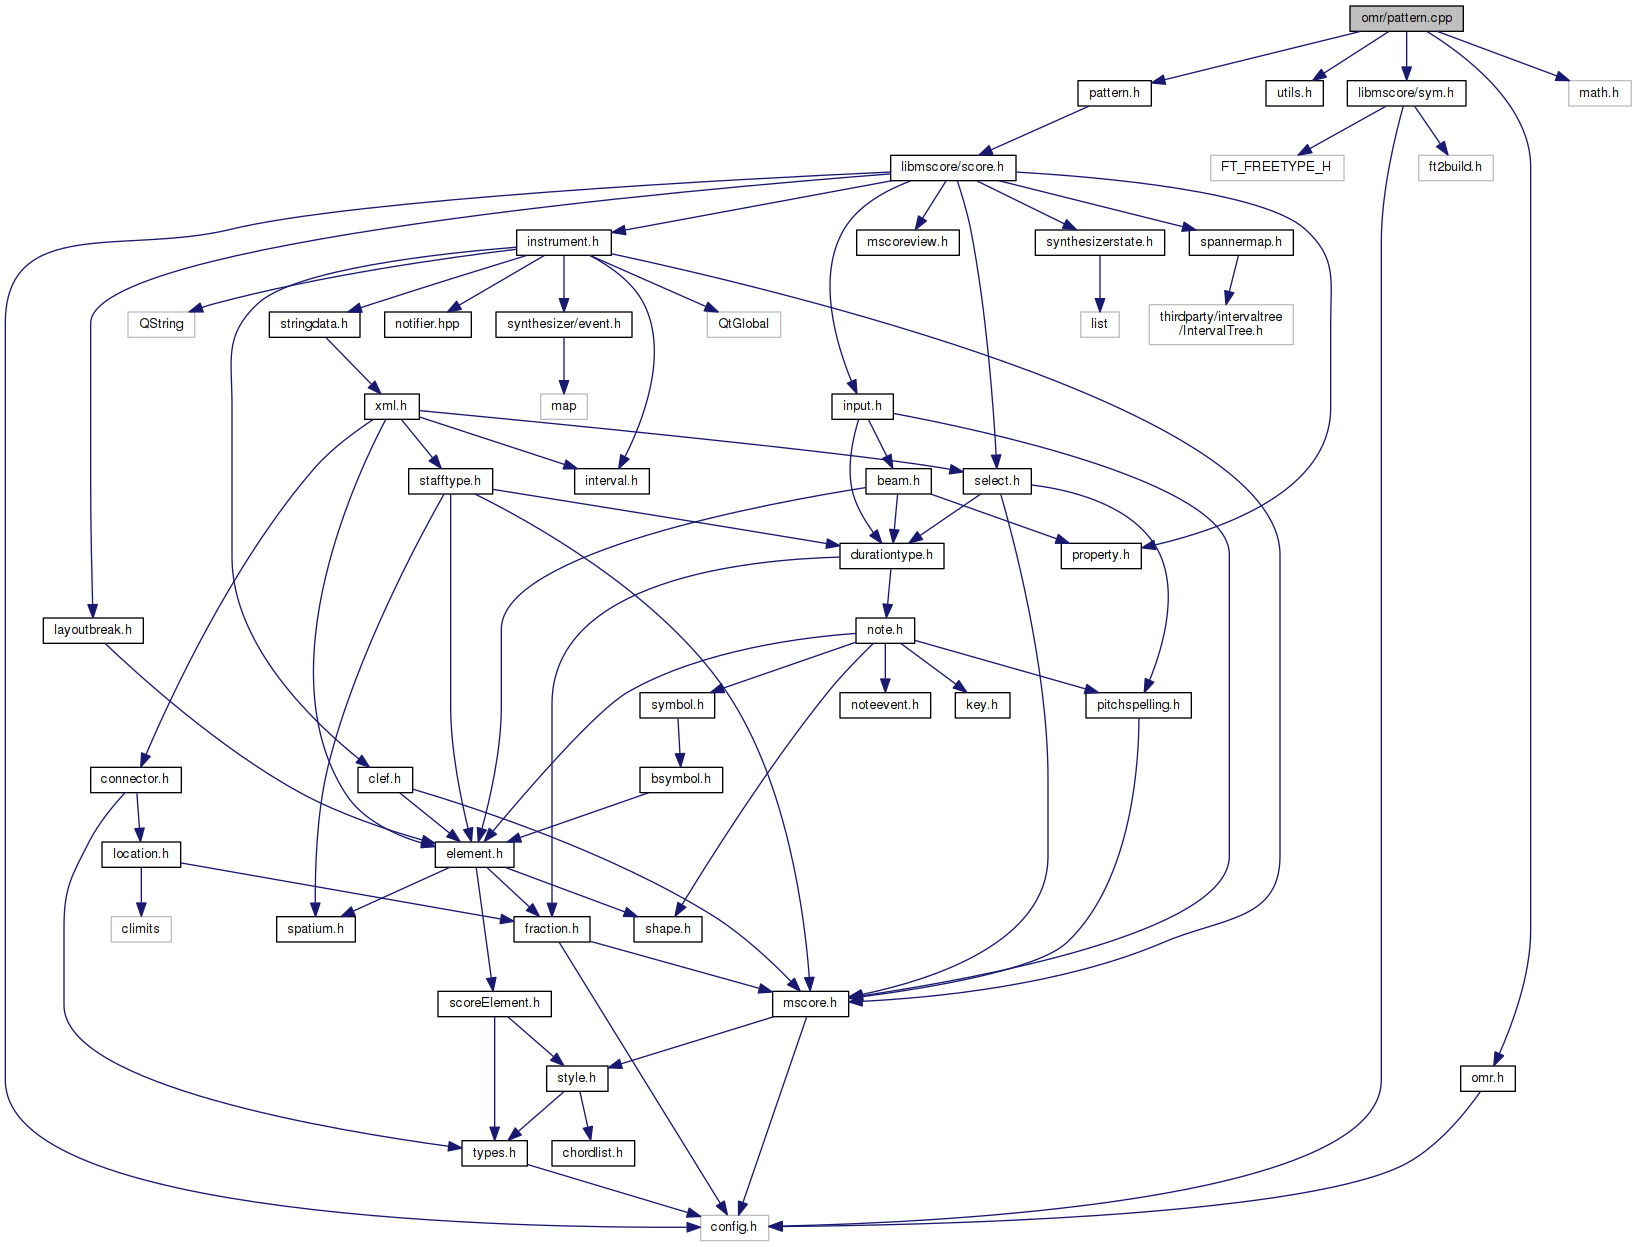 omr/pattern.cpp
pattern.h
utils.h
libmscore/sym.h
math.h
libmscore/score.h
FT_FREETYPE_H
ft2build.h
instrument.h
mscoreview.h
synthesizerstate.h
spannermap.h
QString
stringdata.h
notifier.hpp
synthesizer/event.h
QtGlobal
list
thirdparty/intervaltree
/IntervalTree.h
xml.h
map
input.h
stafftype.h
interval.h
beam.h
select.h
durationtype.h
property.h
layoutbreak.h
note.h
symbol.h
noteevent.h
key.h
pitchspelling.h
connector.h
clef.h
bsymbol.h
location.h
element.h
climits
spatium.h
fraction.h
shape.h
scoreElement.h
mscore.h
style.h
omr.h
types.h
chordlist.h
config.h